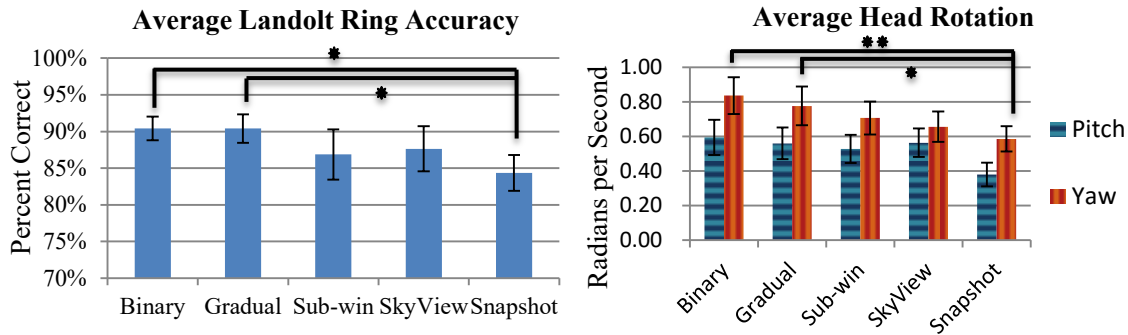 Average Landolt Ring Accuracy
Percent Correct
100%
95%
90%
85%
80%
75%
70%
*
*
Binary Gradual Sub-win SkyView Snapshot
Average Head Rotation
Radians per Second
1.00
0.80
0.60
0.40
0.20
0.00
**
*
Binary
Gradual
Sub-win
SkyView
Snapshot
Pitch
Yaw